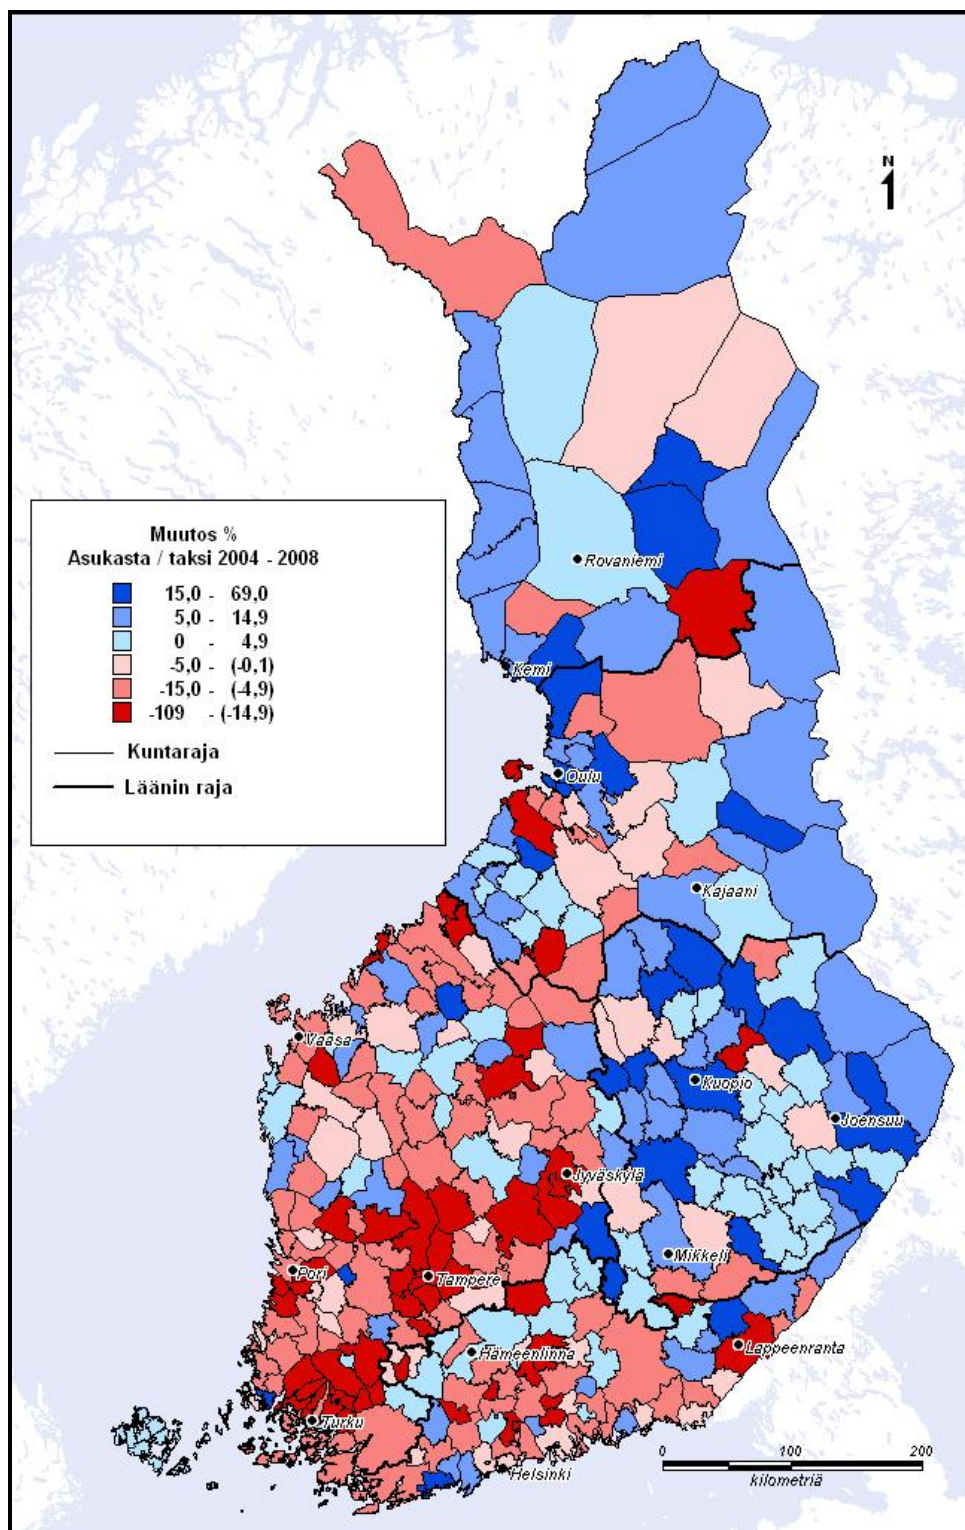 N
Muutos %
Asukasta / taksi 2004 - 2008
15,0 - 69,0
5,0 - 14,9
0 - 4,9
-5,0 - (-0,1)
-15,0 - (-4,9)
-109 - (-14,9)
Kuntaraja
Läänin raja
Rovaniemi
Kemi
Oulu
Kajaani
Vaasa
Kuopio
Joensuu
Jyväskylä
Mikkeli
Pori
Tampere
Lappeenranta
Hämeenlinna
Turku
Helsinki
0 100 200
kilometriä